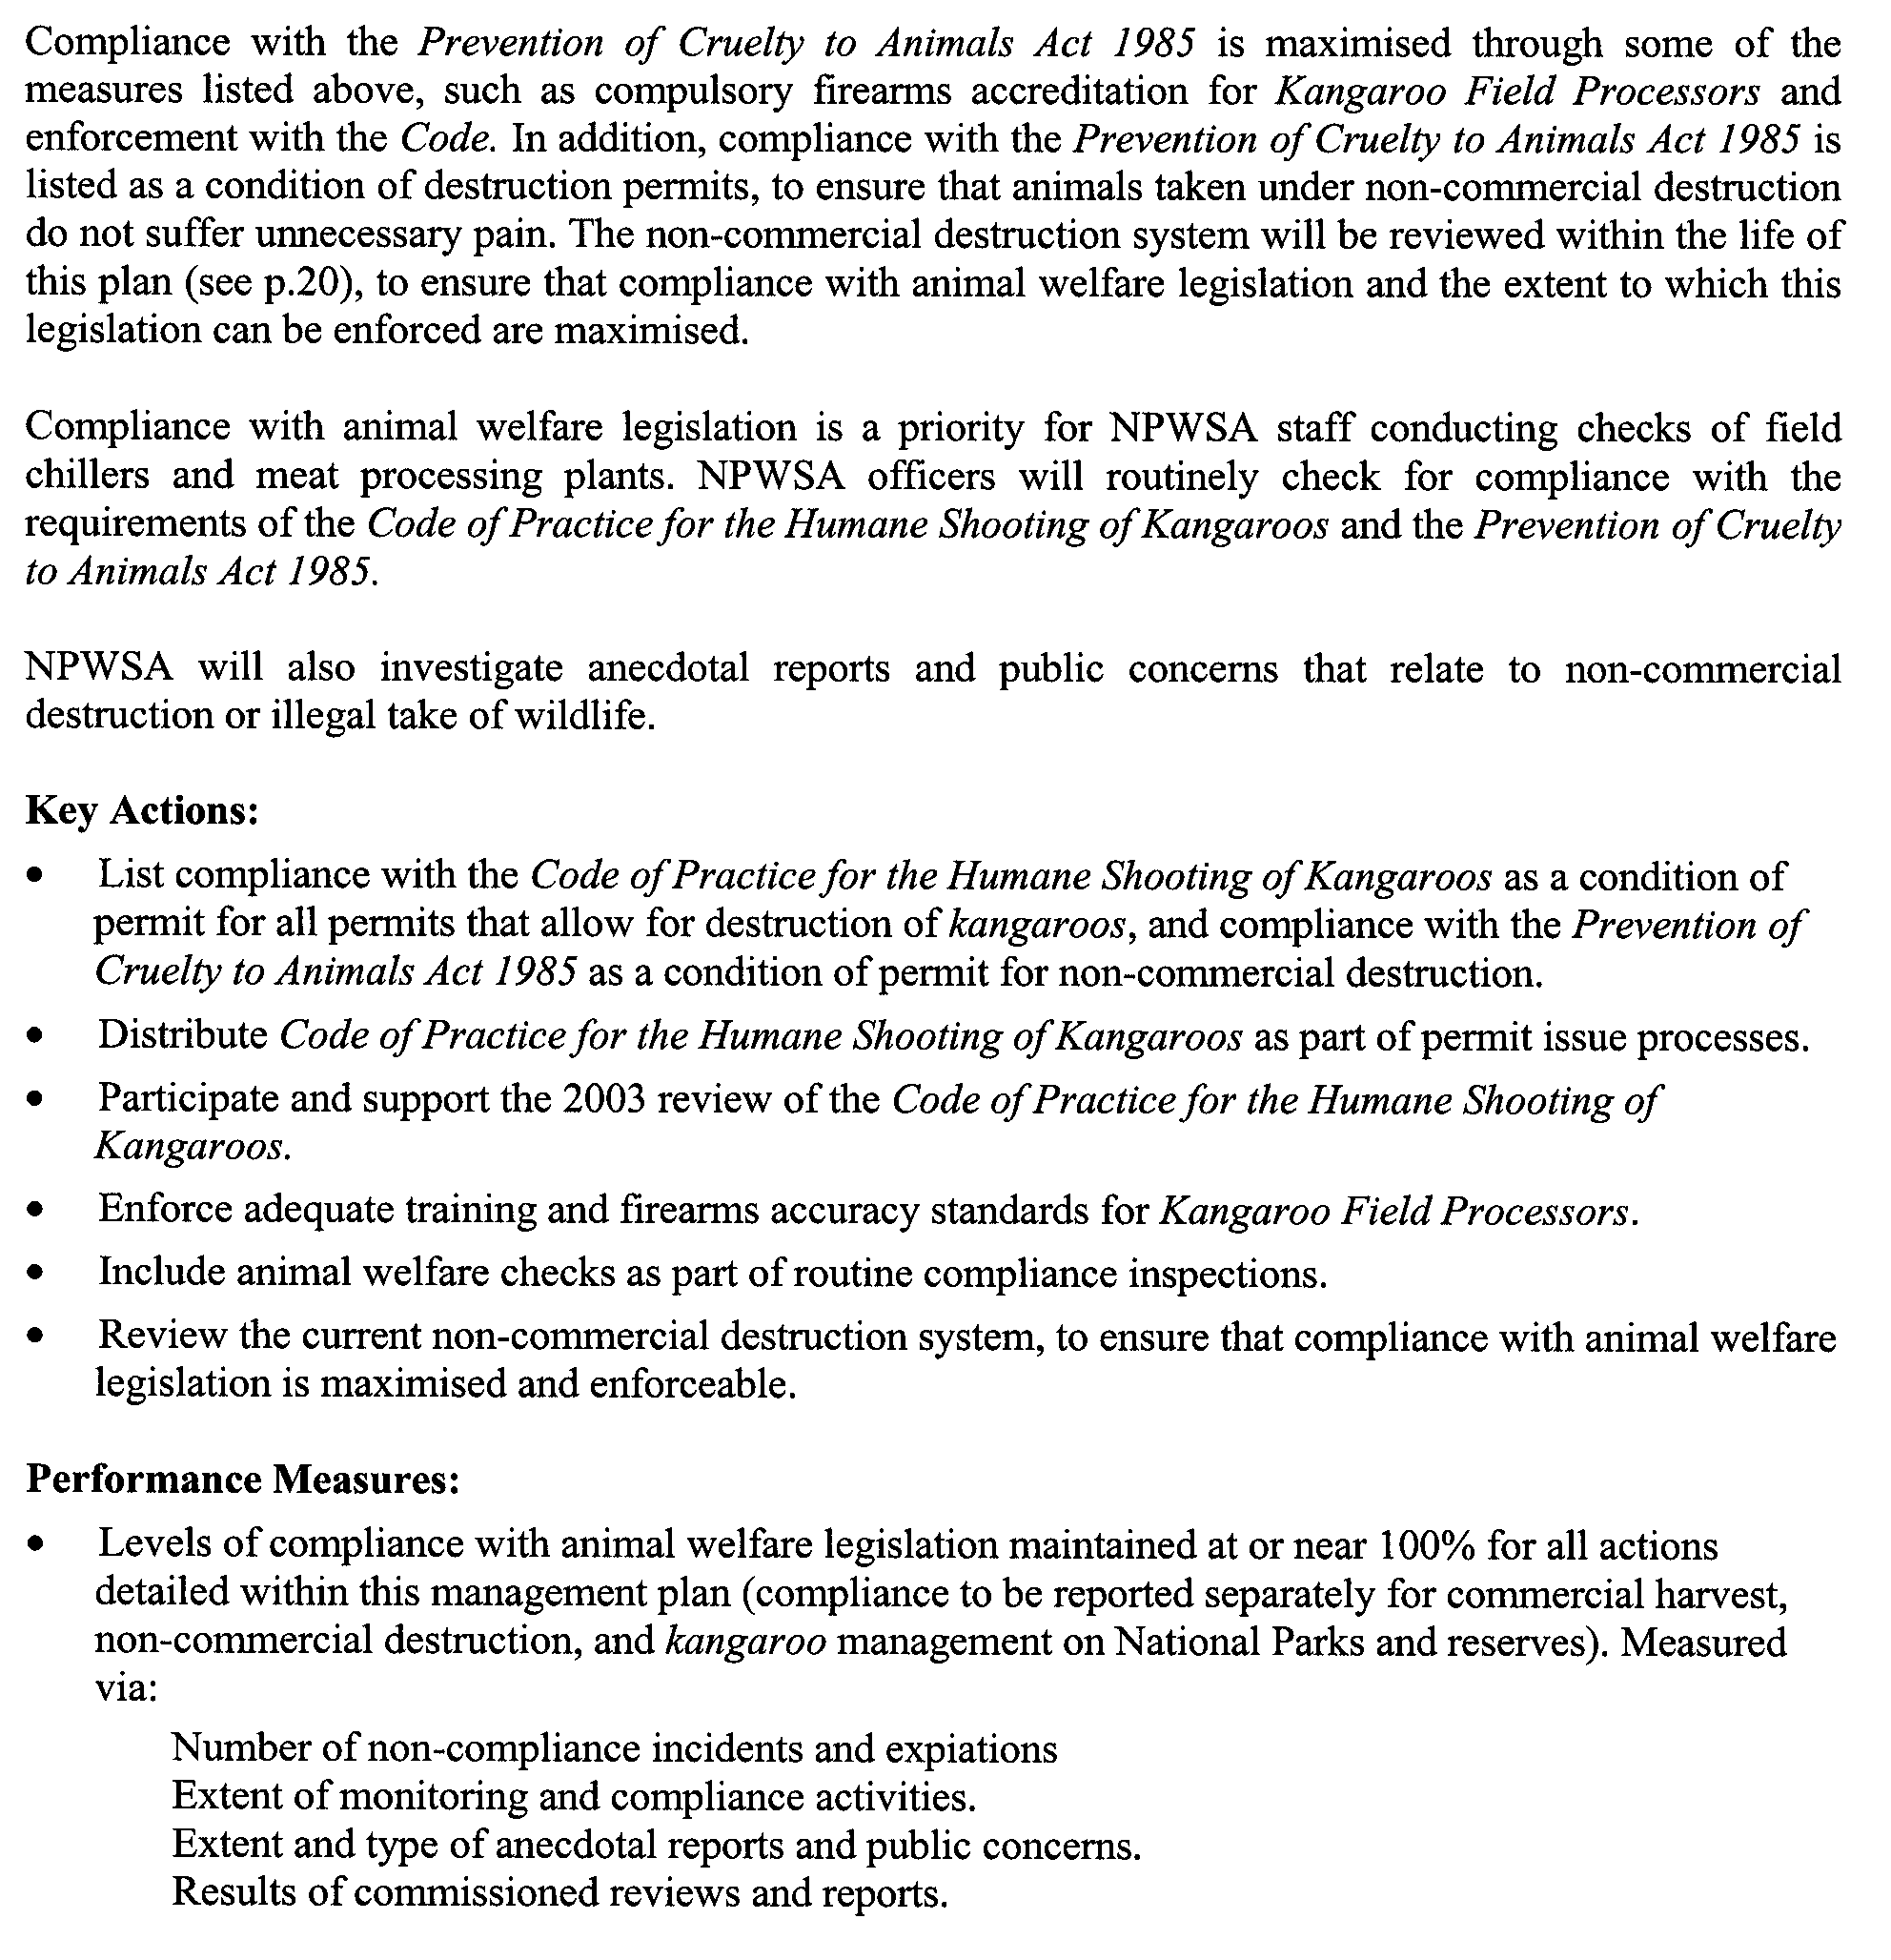 Compliance with the Prevention of Cruelty to Animals Act 1985 is maximised through some of the
measures listed above, such as compulsory firearms accreditation for Kangaroo Field Processors and
enforcement with the Code. In addition, compliance with the Prevention of Cruelty to Animals Act 1985 is
listed as a condition of destruction permits, to ensure that animals taken under non-commercial destruction
do not suffer unnecessary pain. The non-commercial destruction system will be reviewed within the life of
this plan (see p.20), to ensure that compliance with animal welfare legislation and the extent to which this
legislation can be enforced are maximised.
Compliance with animal welfare legislation is a priority for NPWSA staff conducting checks of field
chillers and meat processing plants. NPWSA officers will routinely check for compliance with the
requirements of the Code of Practice for the Humane Shooting of Kangaroos and the Prevention of Cruelty
to Animals Act 1985.
NPWSA will also investigate anecdotal reports and public concerns that relate to non-commercial
destruction or illegal take of wildlife.
Key Actions:
• List compliance with the Code of Practice for the Humane Shooting of Kangaroos as a condition of
permit for all permits that allow for destruction of kangaroos, and compliance with the Prevention of
Cruelty to Animals Act 1985 as a condition of permit for non-commercial destruction.
• Distribute Code of Practice for the Humane Shooting of Kangaroos as part of permit issue processes.
• Participate and support the 2003 review of the Code of Practice for the Humane Shooting of
Kangaroos.
• Enforce adequate training and firearms accuracy standards for Kangaroo Field Processors.
• Include animal welfare checks as part of routine compliance inspections.
• Review the current non-commercial destruction system, to ensure that compliance with animal welfare
legislation is maximised and enforceable.
Performance Measures:
• Levels of compliance with animal welfare legislation maintained at or near 100% for all actions
detailed within this management plan (compliance to be reported separately for commercial harvest,
non-commercial destruction, and kangaroo management on National Parks and reserves). Measured
via:
Number of non-compliance incidents and expiations
Extent of monitoring and compliance activities.
Extent and type of anecdotal reports and public concerns.
Results of commissioned reviews and reports.